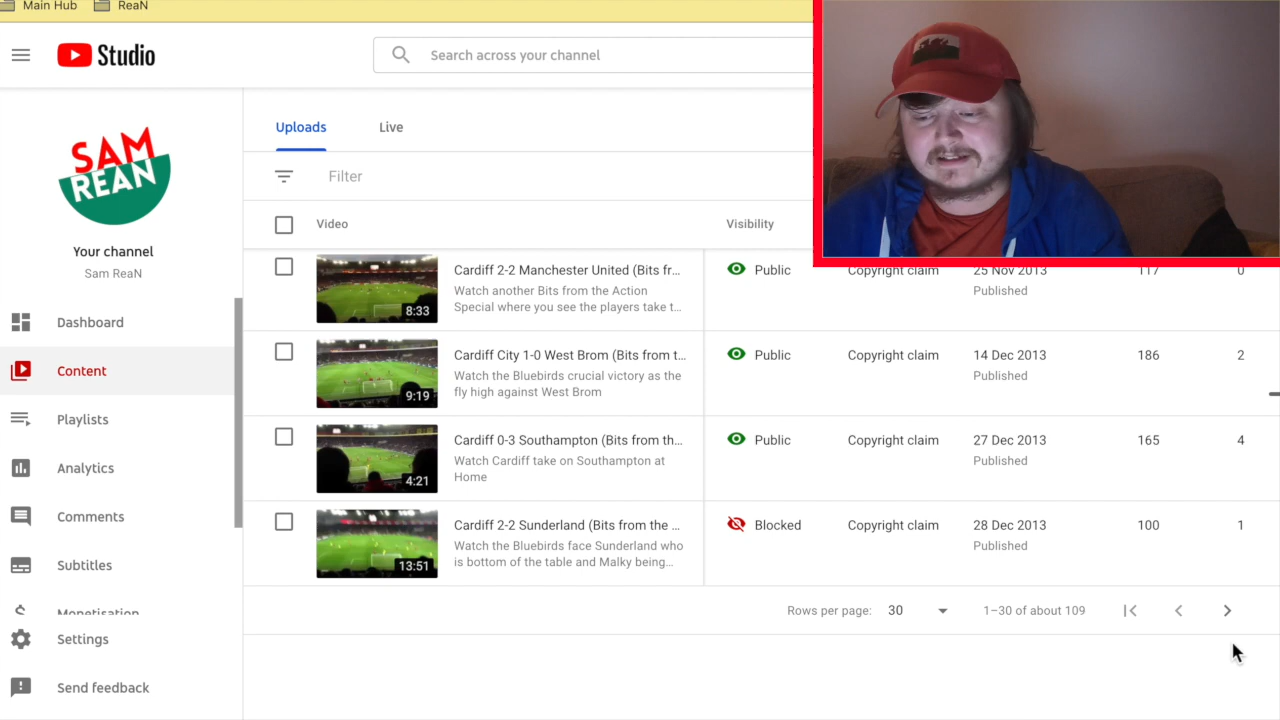 Main Hub ReaN
Studio
Search across your channel
SAM
REAN
Your channel
Sam ReaN
Dashboard
Content
Playlists
Analytics
Comments
Subtitles
Monetisation
Settings
Send feedback
Uploads Live
Filter
Video Visibility
8:33
Cardiff 2-2 Manchester United (Bits fr...
Watch another Bits from the Action
Special where you see the players take t...
Public Copyright claim 25 Nov 2013 117 0
Published
9:19
Cardiff City 1-0 West Brom (Bits from t...
Watch the Bluebirds crucial victory as the
fly high against West Brom
Public Copyright claim 14 Dec 2013 186 2
Published
4:21
Cardiff 0-3 Southampton (Bits from th...
Watch Cardiff take on Southampton at
Home
Public Copyright claim 27 Dec 2013 165 4
Published
13:51
Cardiff 2-2 Sunderland (Bits from the ...
Watch the Bluebirds face Sunderland who
is bottom of the table and Malky being...
Blocked Copyright claim 28 Dec 2013 100 1
Published
Rows per page: 30 1–30 of about 109